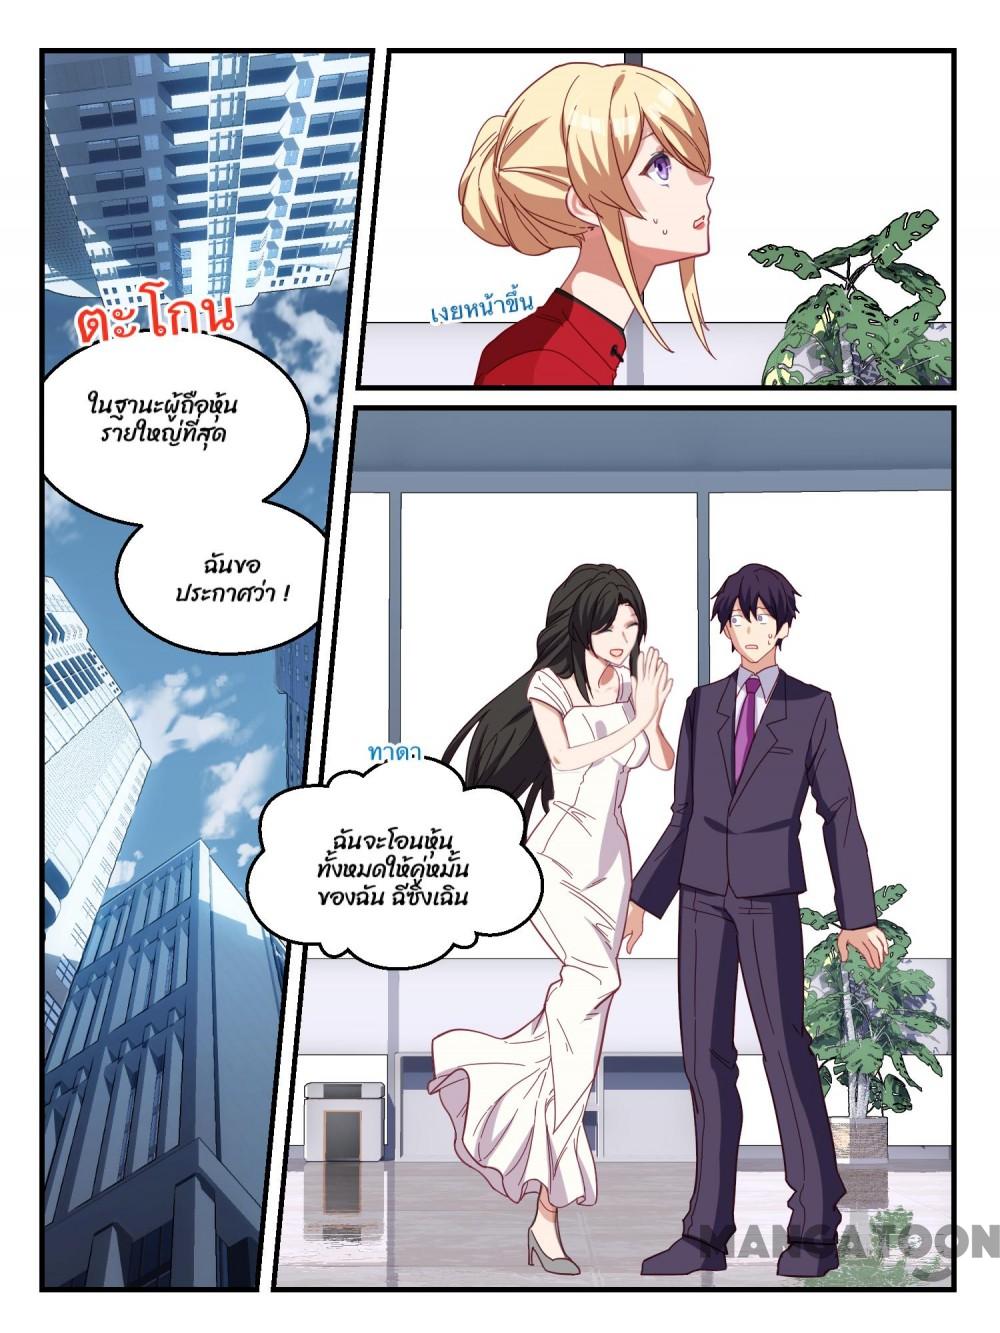 ตะโกน
ในฐานะผู้ถือหุ้น
รายใหญ่ที่สุด
ฉันขอ
ประกาศว่า !
เงยหน้าขึ้น
ทาดา
ฉันจะโอนหุ้น
ทั้งหมดให้คู่หมั้น
ของฉัน ฉีซิ่งเฉิน
MANGATOON